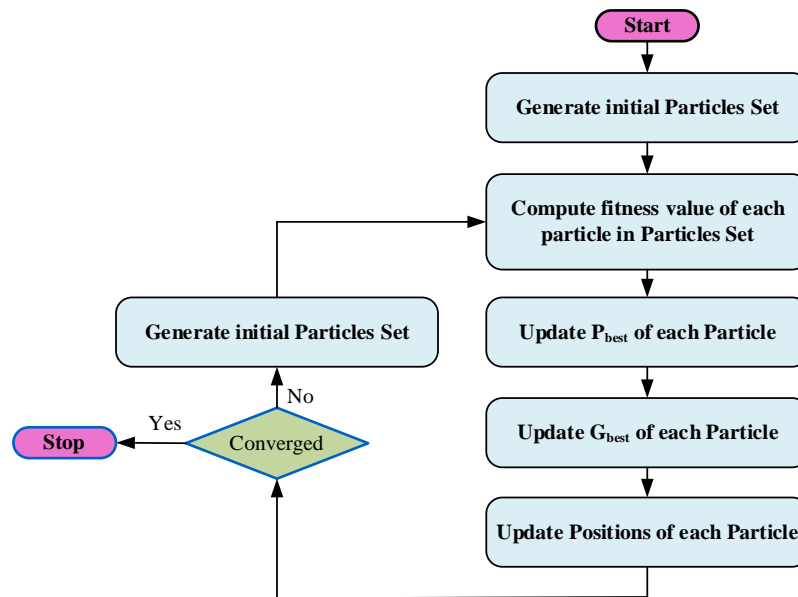 Start
Generate initial Particles Set
Compute fitness value of each
particle in Particles Set
Update Pbest of each Particle
Update Gbest of each Particle
Update Positions of each Particle
Generate initial Particles Set
No
Yes
Converged
Stop